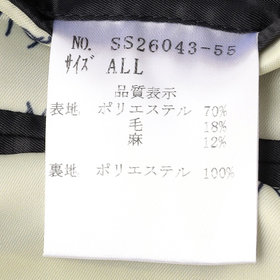 NO. SS26043-55
サイズ ALL
品質表示
表地 ポリエステル 70%
毛 18%
麻 12%
裏地 ポリエステル 100%